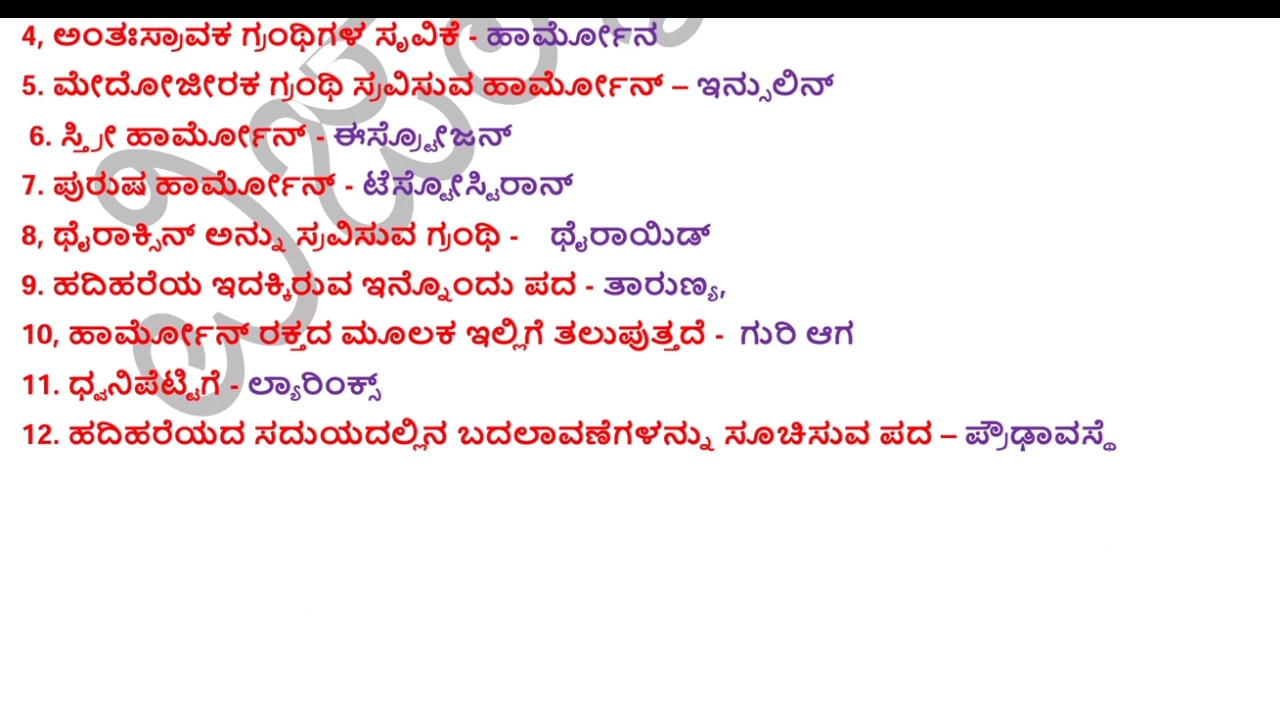 4, ಅಂತಃಸ್ರಾವಕ ಗ್ರಂಥಿಗಳ ಸೃವಿಕೆ - ಹಾರ್ಮೋನ
5. ಮೇದೋಜೀರಕ ಗ್ರಂಥಿ ಸ್ರವಿಸುವ ಹಾರ್ಮೋನ್ – ಇನ್ಸುಲಿನ್
6. ಸ್ತ್ರೀ ಹಾರ್ಮೋನ್ - ಈಸ್ಟ್ರೋಜನ್
7. ಪುರುಷ ಹಾರ್ಮೋನ್ - ಟೆಸ್ಟೋಸ್ಟಿರಾನ್
8, ಥೈರಾಕ್ಸಿನ್ ಅನ್ನು ಸ್ರವಿಸುವ ಗ್ರಂಥಿ - ಥೈರಾಯಿಡ್
9. ಹದಿಹರೆಯ ಇದಕ್ಕಿರುವ ಇನ್ನೊಂದು ಪದ - ತಾರುಣ್ಯ,
10, ಹಾರ್ಮೋನ್ ರಕ್ತದ ಮೂಲಕ ಇಲ್ಲಿಗೆ ತಲುಪುತ್ತದೆ - ಗುರಿ ಆಗ
11. ಧ್ವನಿಪೆಟ್ಟಿಗೆ - ಲ್ಯಾರಿಂಕ್ಸ್
12. ಹದಿಹರೆಯದ ಸದುಯದಲ್ಲಿನ ಬದಲಾವಣೆಗಳನ್ನು ಸೂಚಿಸುವ ಪದ – ಪ್ರೌಢಾವಸ್ಥೆ